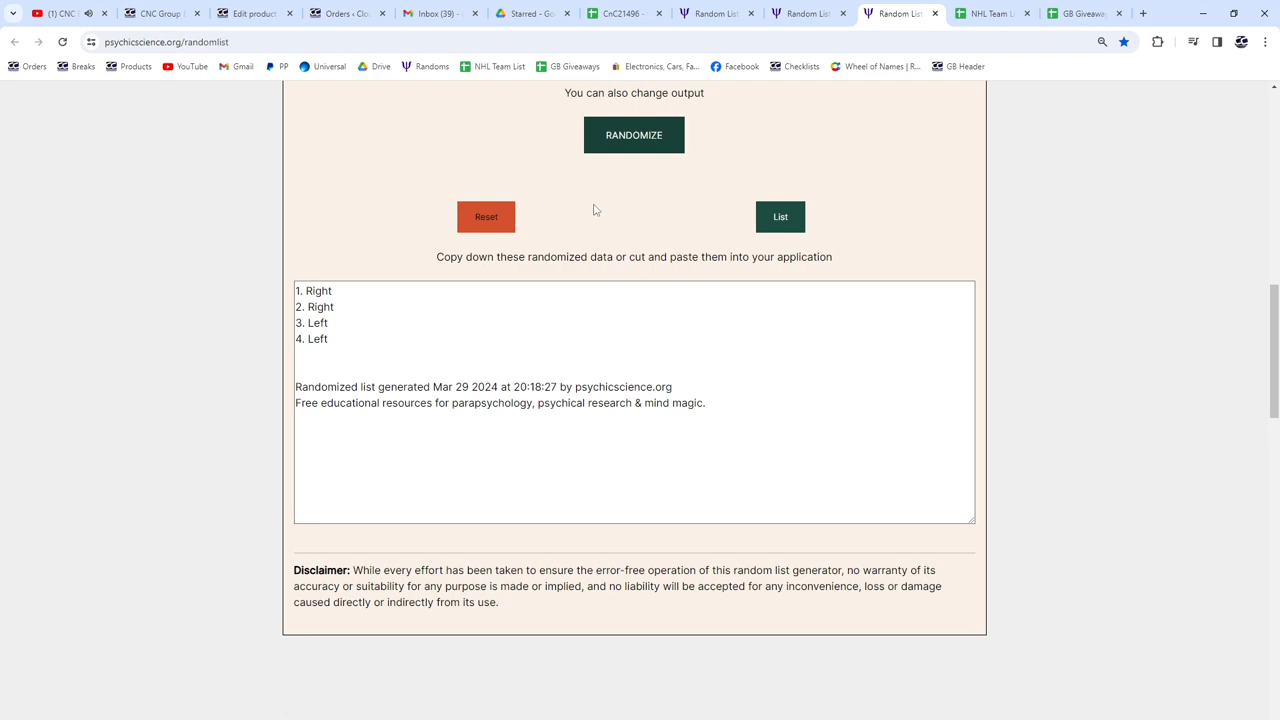 (1) CNC
CNC Group
Edit product
Orders ‹ Clo
Inbox (39) -
Starred - Go
CnC21496 -
Random List
Random List
Random List
NHL Team L
GB Giveaway
psychicscience.org/randomlist
Orders
Breaks
Products
YouTube
Gmail
PP
Universal
Drive
Randoms
NHL Team List
GB Giveaways
Electronics, Cars, Fa...
Facebook
Checklists
Wheel of Names | R...
GB Header
You can also change output
RANDOMIZE
Reset
List
Copy down these randomized data or cut and paste them into your application
1. Right
2. Right
3. Left
4. Left
Randomized list generated Mar 29 2024 at 20:18:27 by psychicscience.org
Free educational resources for parapsychology, psychical research & mind magic.
Disclaimer: While every effort has been taken to ensure the error-free operation of this random list generator, no warranty of its
accuracy or suitability for any purpose is made or implied, and no liability will be accepted for any inconvenience, loss or damage
caused directly or indirectly from its use.